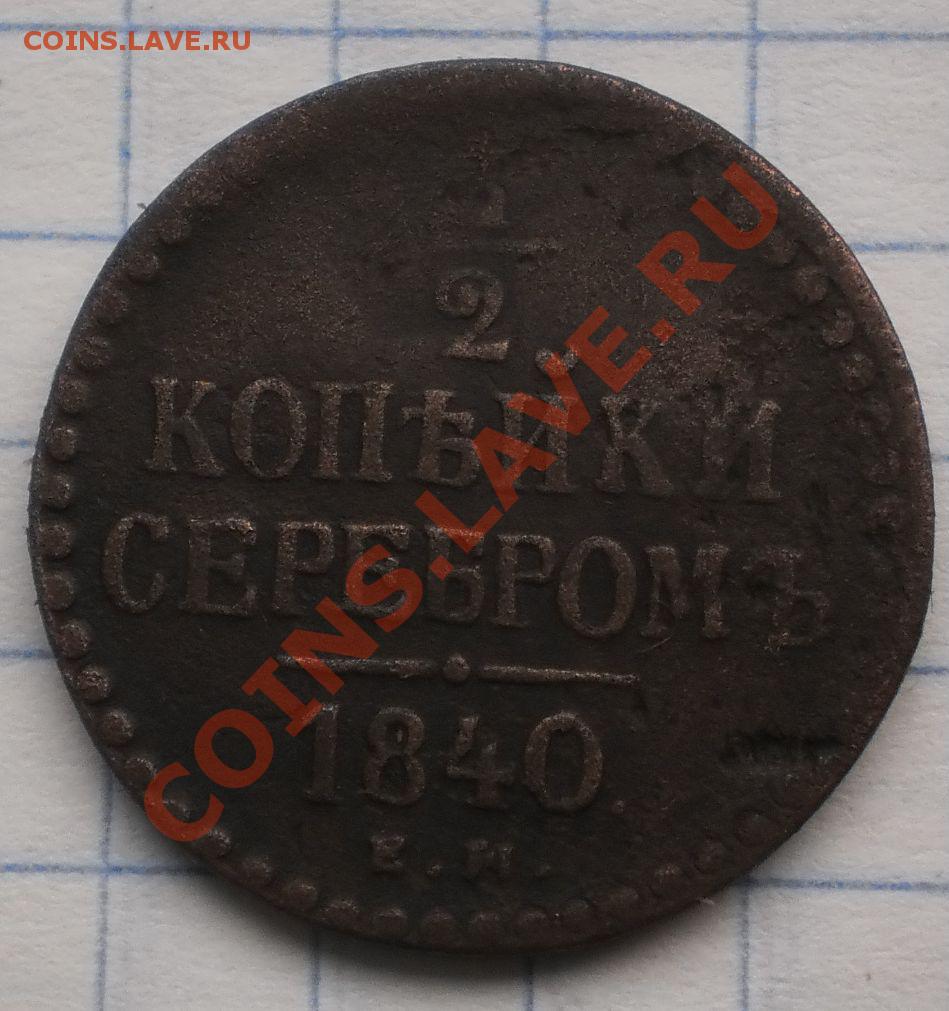 COINS.LAVE.RU
1
2
КОПѢЙКИ
СЕРЕБРОМЪ
1840.
Е.М.
COINS.LAVE.RU